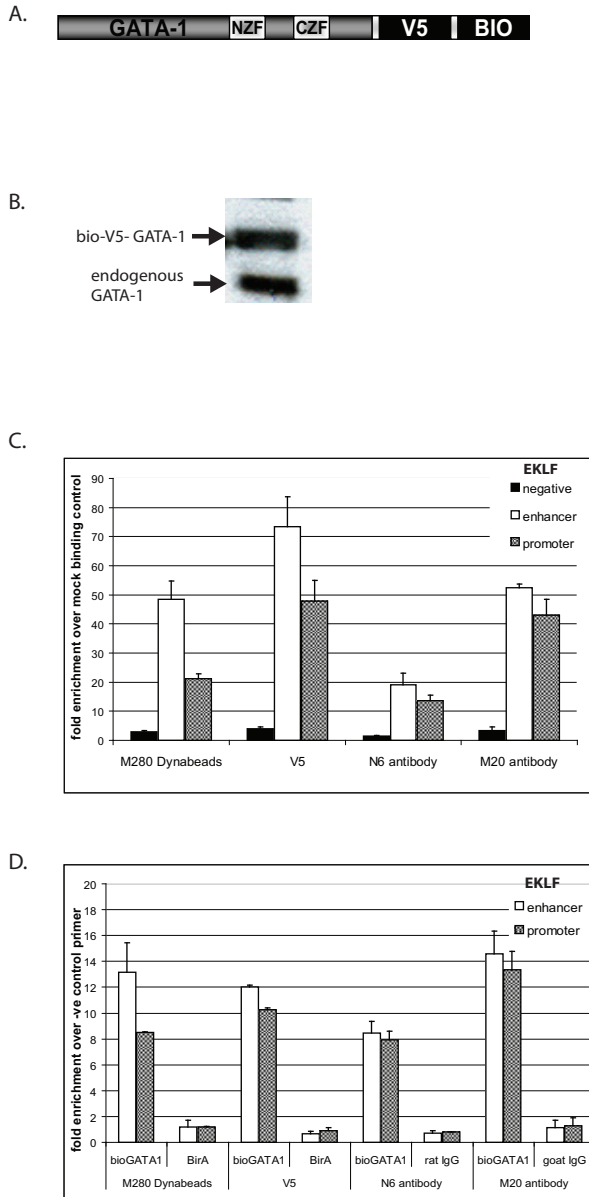 A.
GATA-1 NZF CZF V5 BIO
B.
bio-V5- GATA-1
endogenous
GATA-1
C.
EKLF
negative
enhancer
promoter
fold enrichment over mock binding control
90
80
70
60
50
40
30
20
10
0
M280 Dynabeads V5 N6 antibody M20 antibody
D.
EKLF
enhancer
promoter
fold enrichment over -ve control primer
20
18
16
14
12
10
8
6
4
2
0
bioGATA1 BirA bioGATA1 BirA bioGATA1 rat IgG bioGATA1 goat IgG
M280 Dynabeads V5 N6 antibody M20 antibody